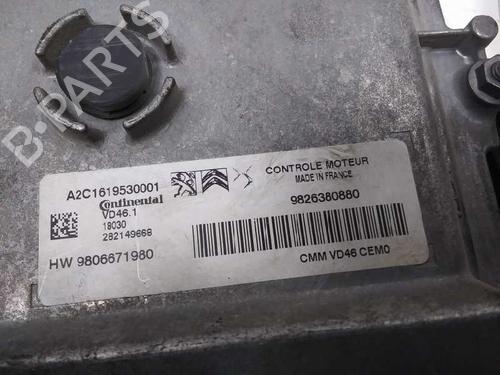 B-PARTS
A2C1619530001
Continental
VD46.1
18030
282149668
HW 9806671980
CONTROLE MOTEUR
MADE IN FRANCE
9826380880
CMM VD46 CEM0